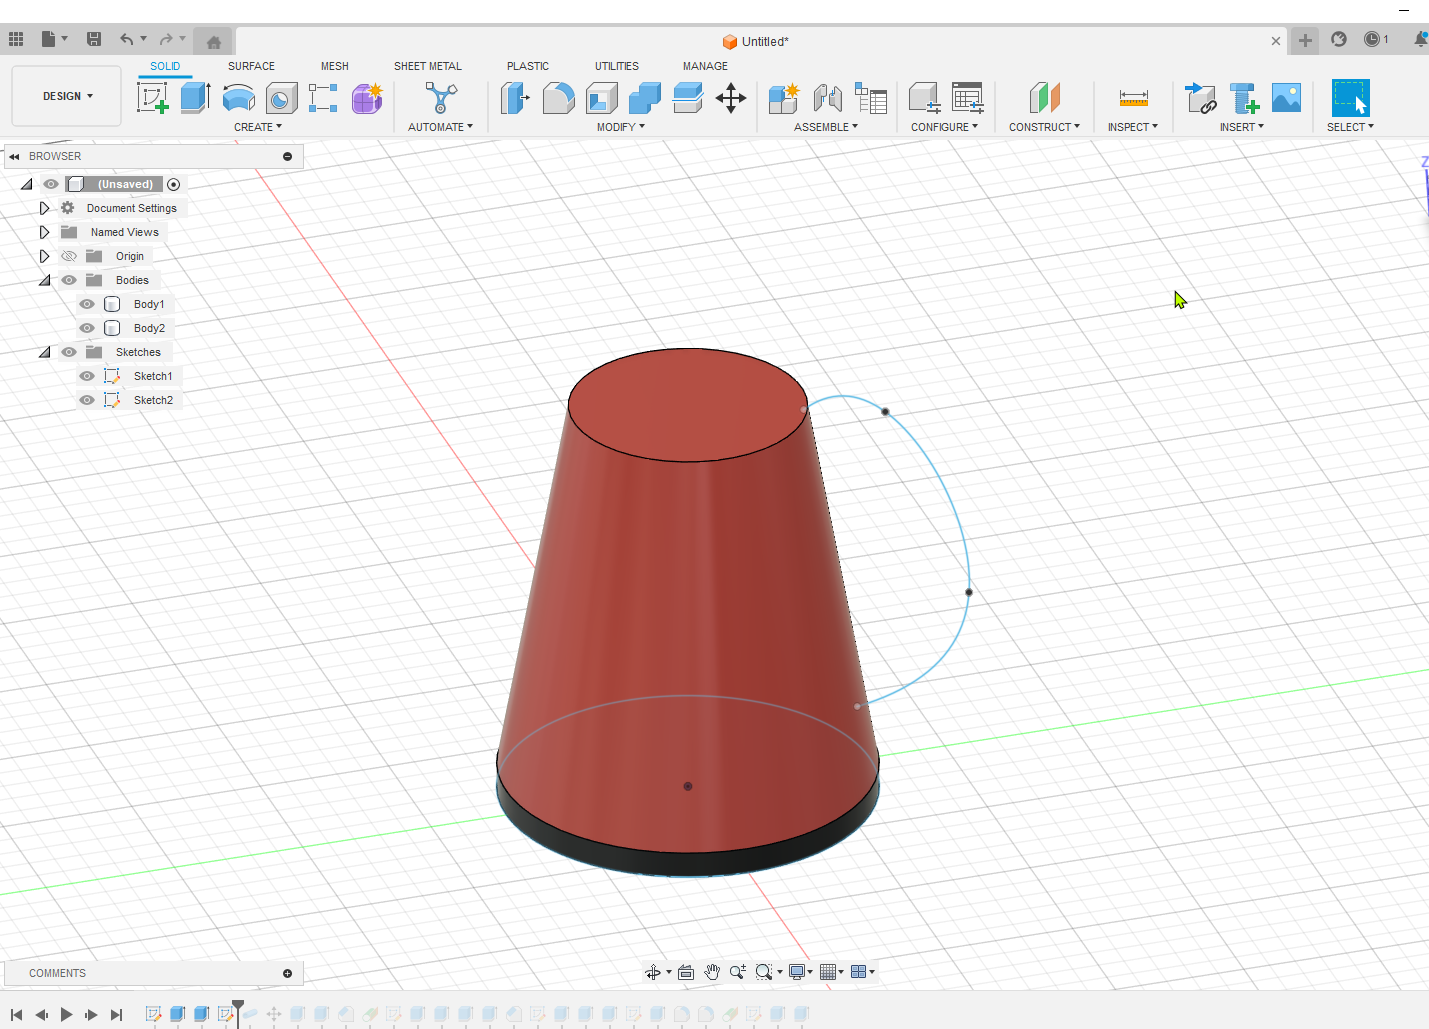 Untitled*
1
SOLID SURFACE MESH SHEET METAL PLASTIC UTILITIES MANAGE
DESIGN
CREATE AUTOMATE MODIFY ASSEMBLE CONFIGURE CONSTRUCT INSPECT INSERT SELECT
BROWSER
(Unsaved)
Document Settings
Named Views
Origin
Bodies
Body1
Body2
Sketches
Sketch1
Sketch2
Z
COMMENTS